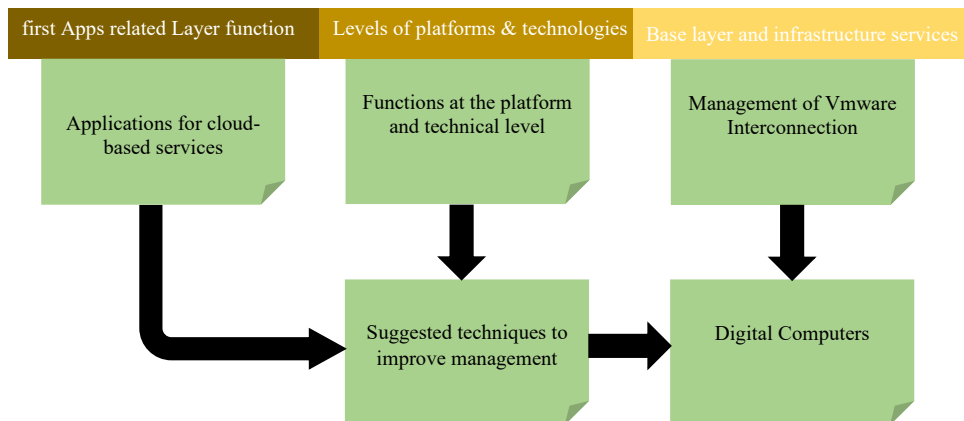 first Apps related Layer function
Levels of platforms & technologies
Base layer and infrastructure services
Applications for cloud-
based services
Functions at the platform
and technical level
Management of Vmware
Interconnection
Suggested techniques to
improve management
Digital Computers